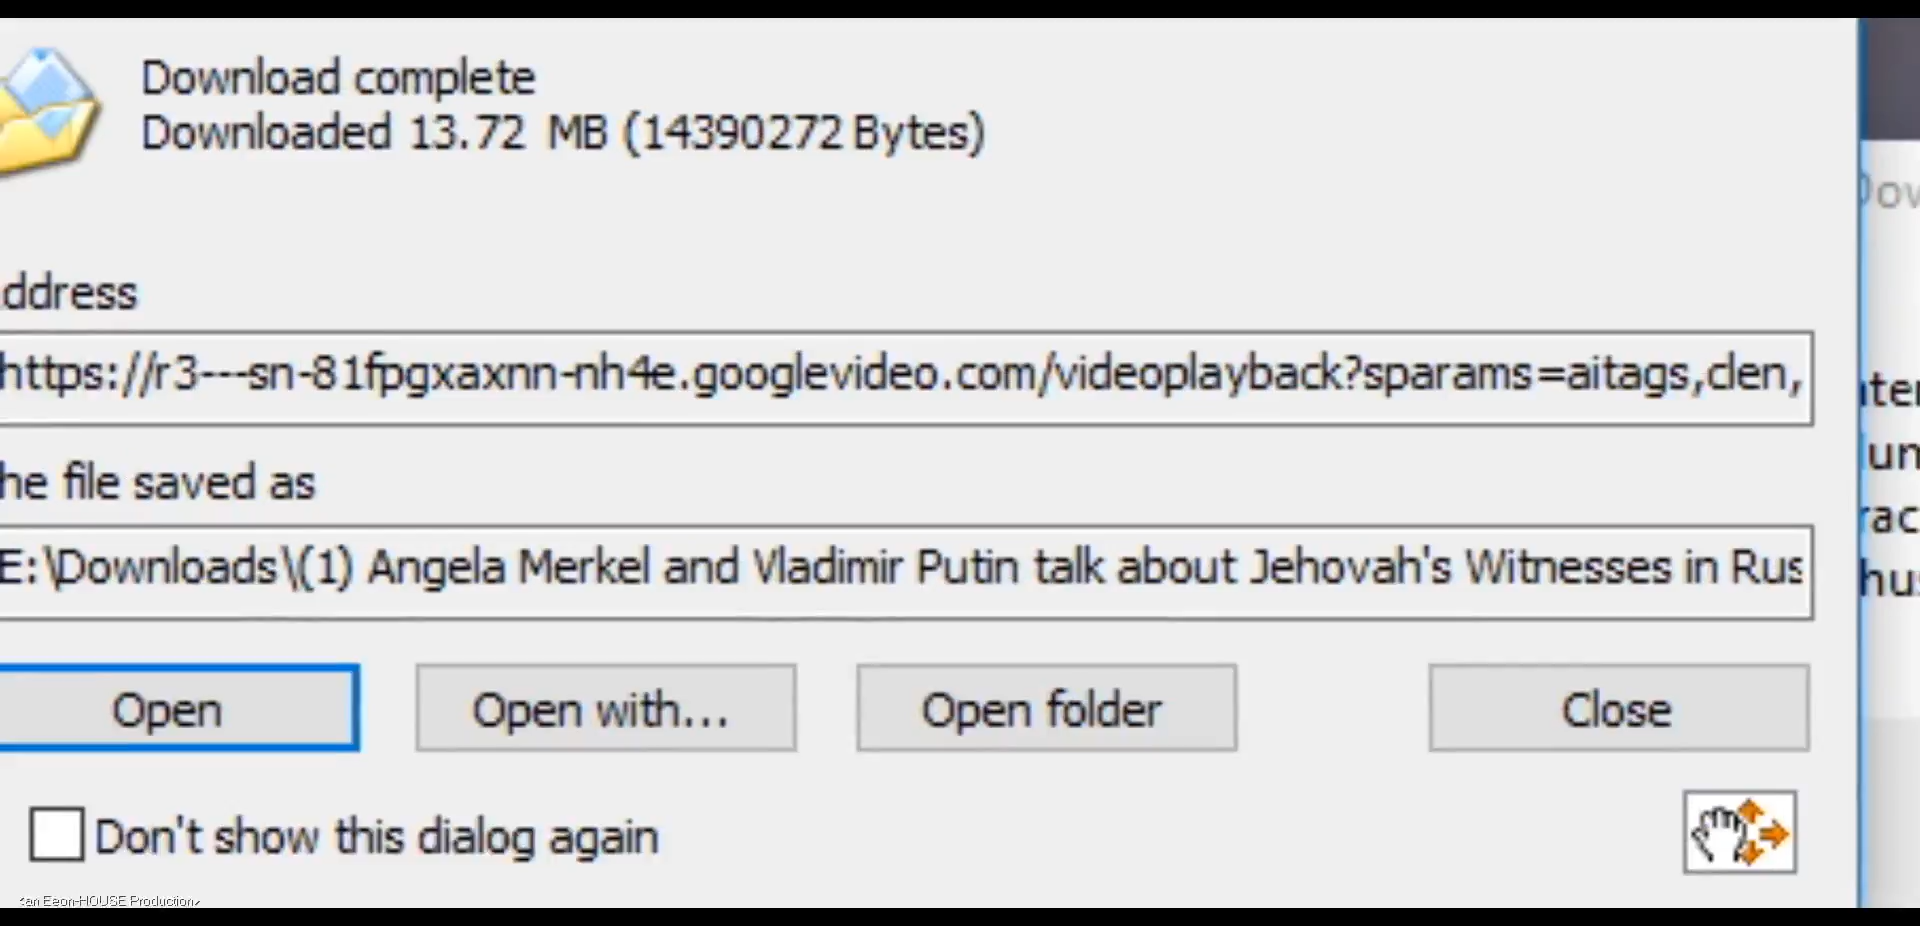 Download complete
Downloaded 13.72 MB (14390272 Bytes)
ddress
https://r3---sn-81fpgxaxnn-nh4e.googlevideo.com/videoplayback?sparams=aitags,clen,
he file saved as
E:\Downloads\(1) Angela Merkel and Vladimir Putin talk about Jehovah's Witnesses in Rus
Open
Open with...
Open folder
Close
Don't show this dialog again